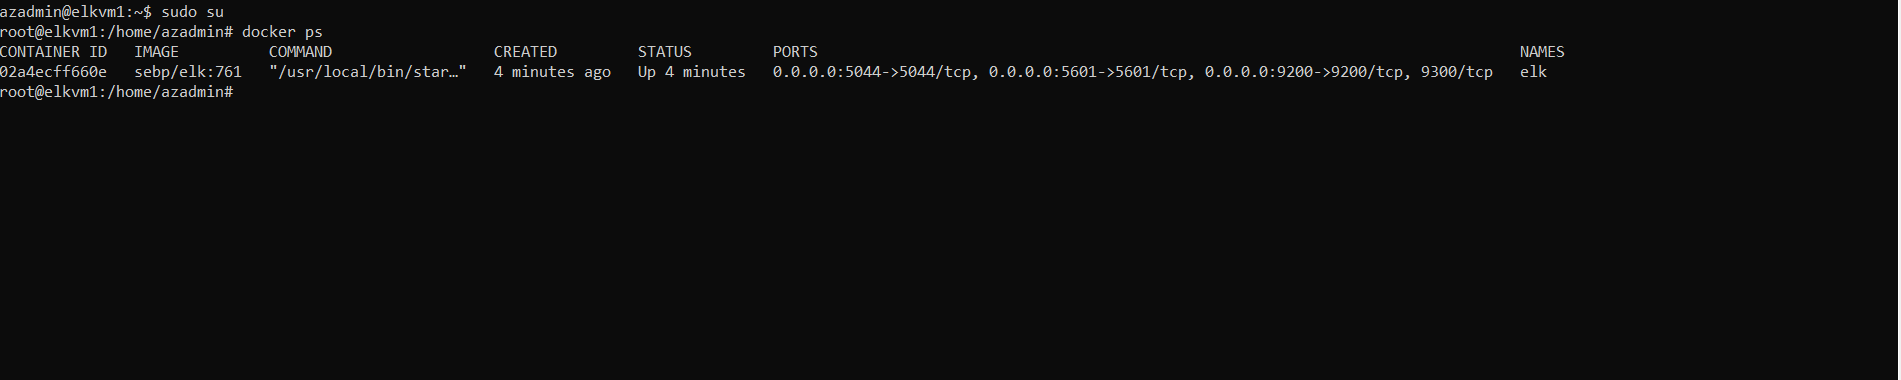 azadmin@elkvm1:~$ sudo su
root@elkvm1:/home/azadmin# docker ps
CONTAINER ID   IMAGE          COMMAND                  CREATED         STATUS         PORTS                                                                              NAMES
02a4ecff660e   sebp/elk:761   "/usr/local/bin/star…"   4 minutes ago   Up 4 minutes   0.0.0.0:5044->5044/tcp, 0.0.0.0:5601->5601/tcp, 0.0.0.0:9200->9200/tcp, 9300/tcp   elk
root@elkvm1:/home/azadmin#